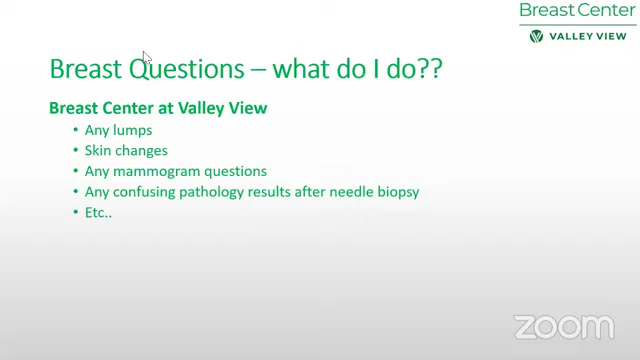 Breast Center
VALLEY VIEW
Breast Questions – what do I do??
Breast Center at Valley View
• Any lumps
• Skin changes
• Any mammogram questions
• Any confusing pathology results after needle biopsy
• Etc..
zoom